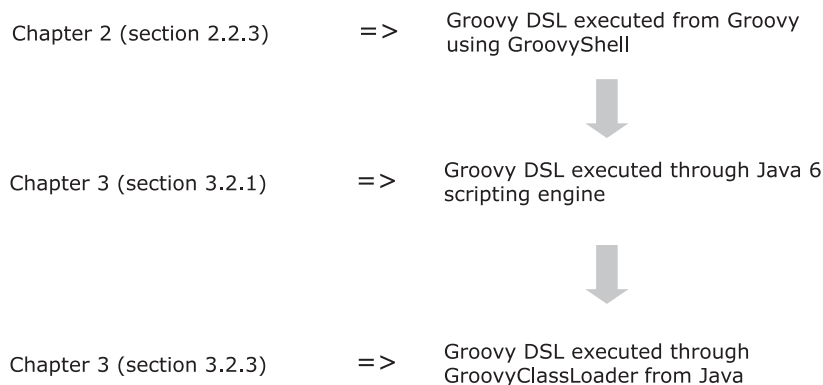 Chapter 2 (section 2.2.3) => Groovy DSL executed from Groovy
using GroovyShell
Chapter 3 (section 3.2.1) => Groovy DSL executed through Java 6
scripting engine
Chapter 3 (section 3.2.3) => Groovy DSL executed through
GroovyClassLoader from Java